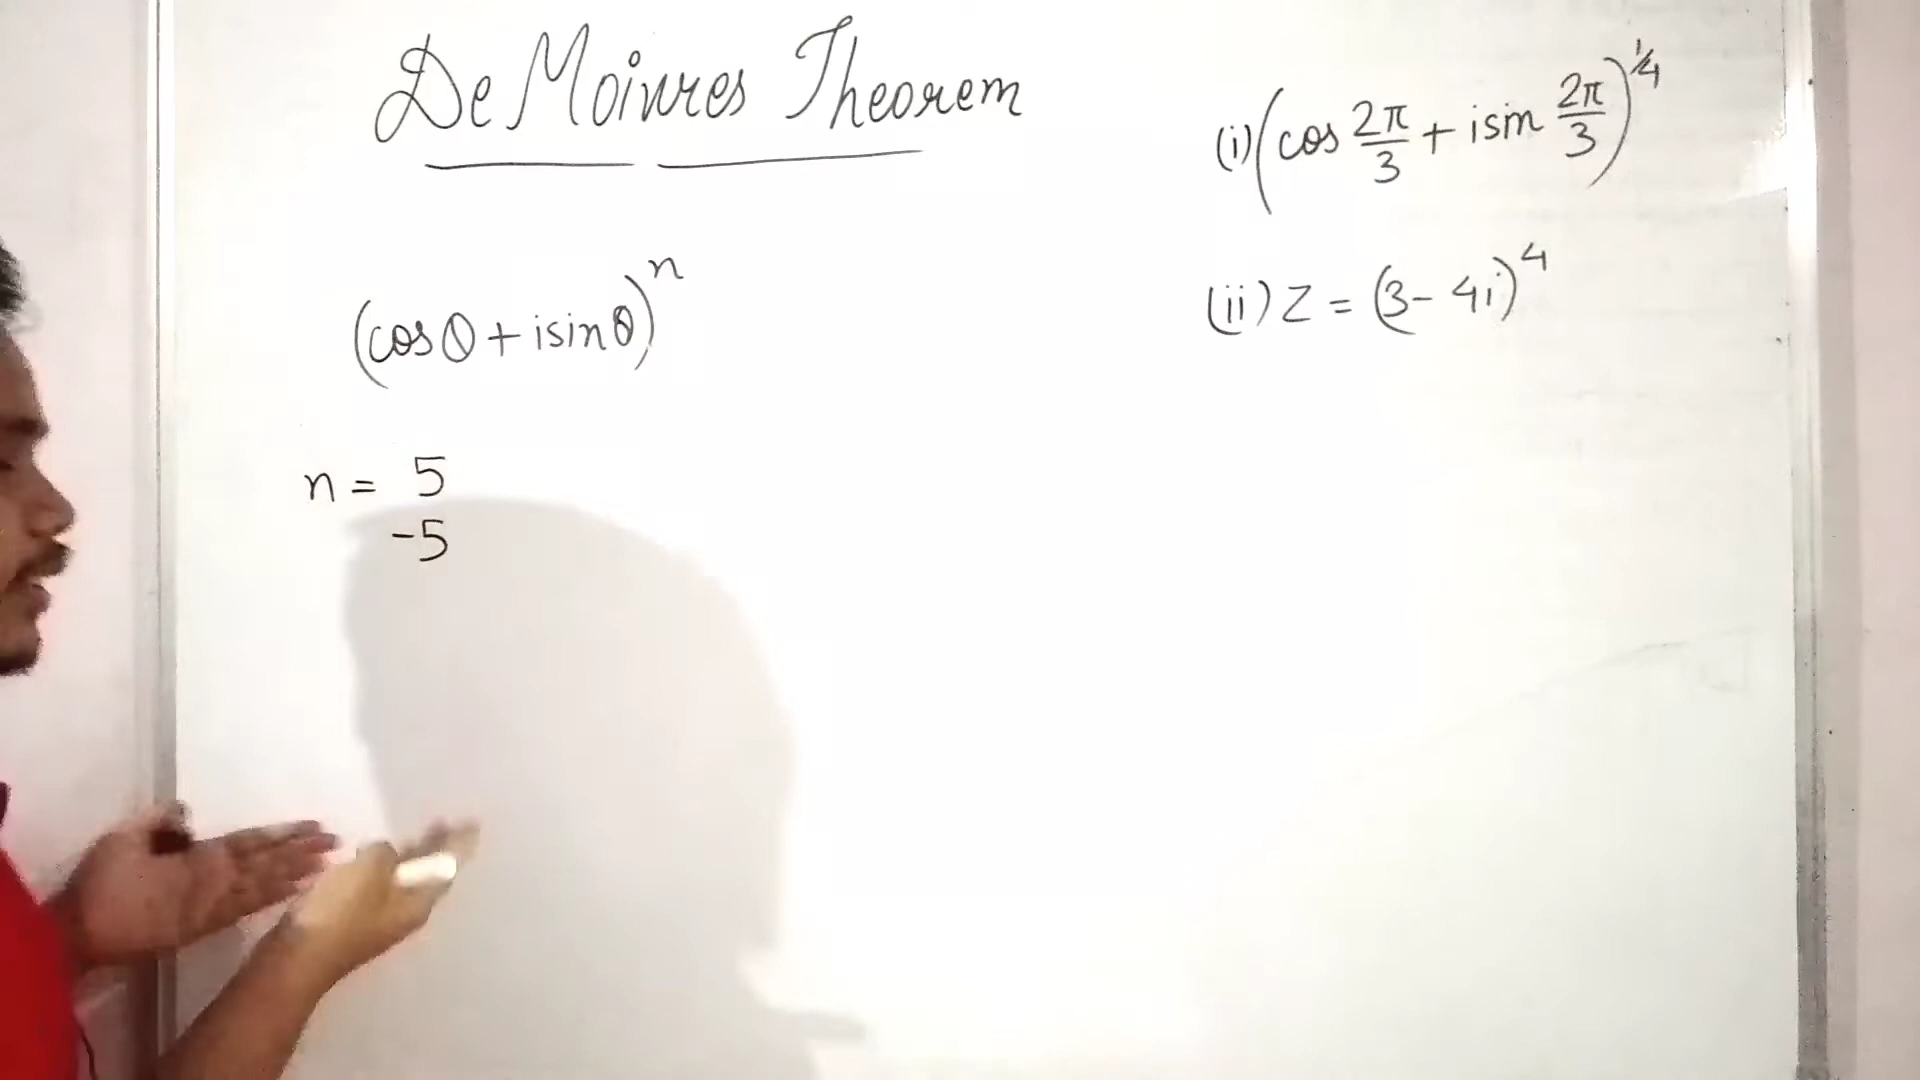 De Moivres Theorem
(cos θ + isin θ)^n
n = 5
-5
(i) (cos 2π/3 + isin 2π/3)^1/4
(ii) Z = (3 - 4i)^4